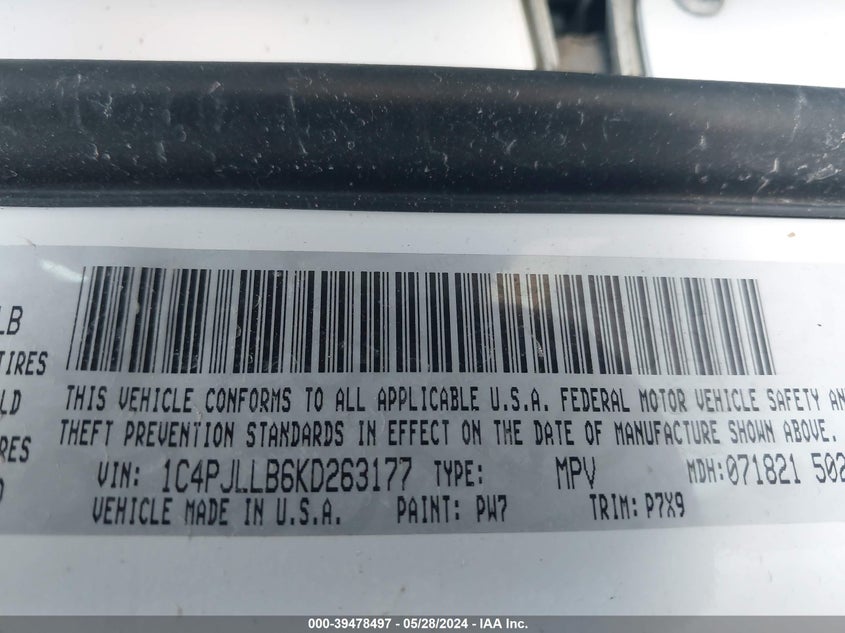 LB
TIRES
LD
RES
THIS VEHICLE CONFORMS TO ALL APPLICABLE U.S.A. FEDERAL MOTOR VEHICLE SAFETY AN
THEFT PREVENTION STANDARDS IN EFFECT ON THE DATE OF MANUFACTURE SHOWN ABOVE.
VIN: 1C4PJLLB6KD263177 TYPE: MPV MDH:071821 502
VEHICLE MADE IN U.S.A. PAINT: PW7 TRIM: P7X9
000-39478497 - 05/28/2024 - IAA Inc.